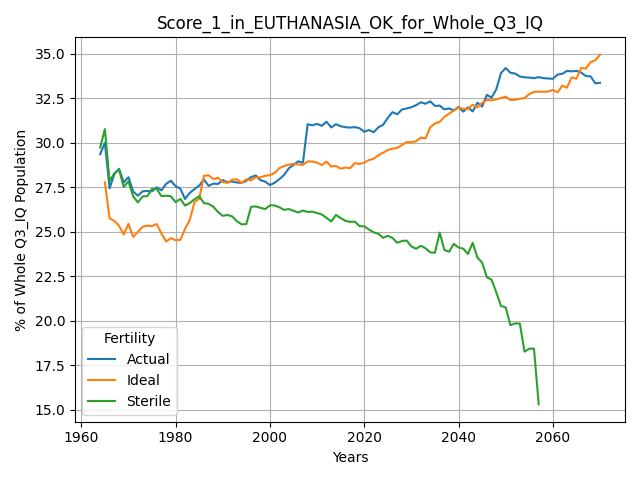 Score_1_in_EUTHANASIA_OK_for_Whole_Q3_IQ
% of Whole Q3_IQ Population
35.0
32.5
30.0
27.5
25.0
22.5
20.0
17.5
15.0
Fertility
Actual
Ideal
Sterile
1960 1980 2000 2020 2040 2060
Years